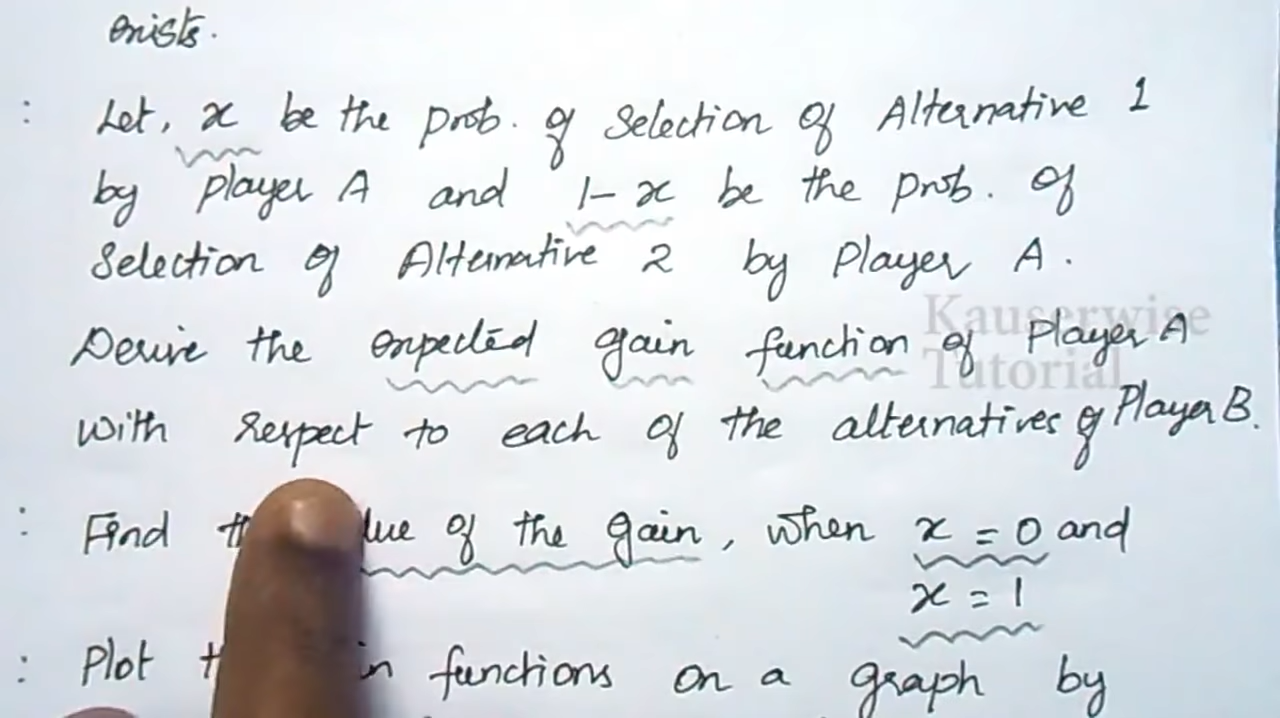 exists.
: Let, x be the prob. of Selection of Alternative 1
by player A and 1-x be the prob. of
Selection of Alternative 2 by player A.
Derive the expected gain function of Player A
with respect to each of the alternatives of Player B.
: Find lue of the gain, when x = 0 and
x = 1
: Plot functions on a graph by
Kauserwise
Tutorial